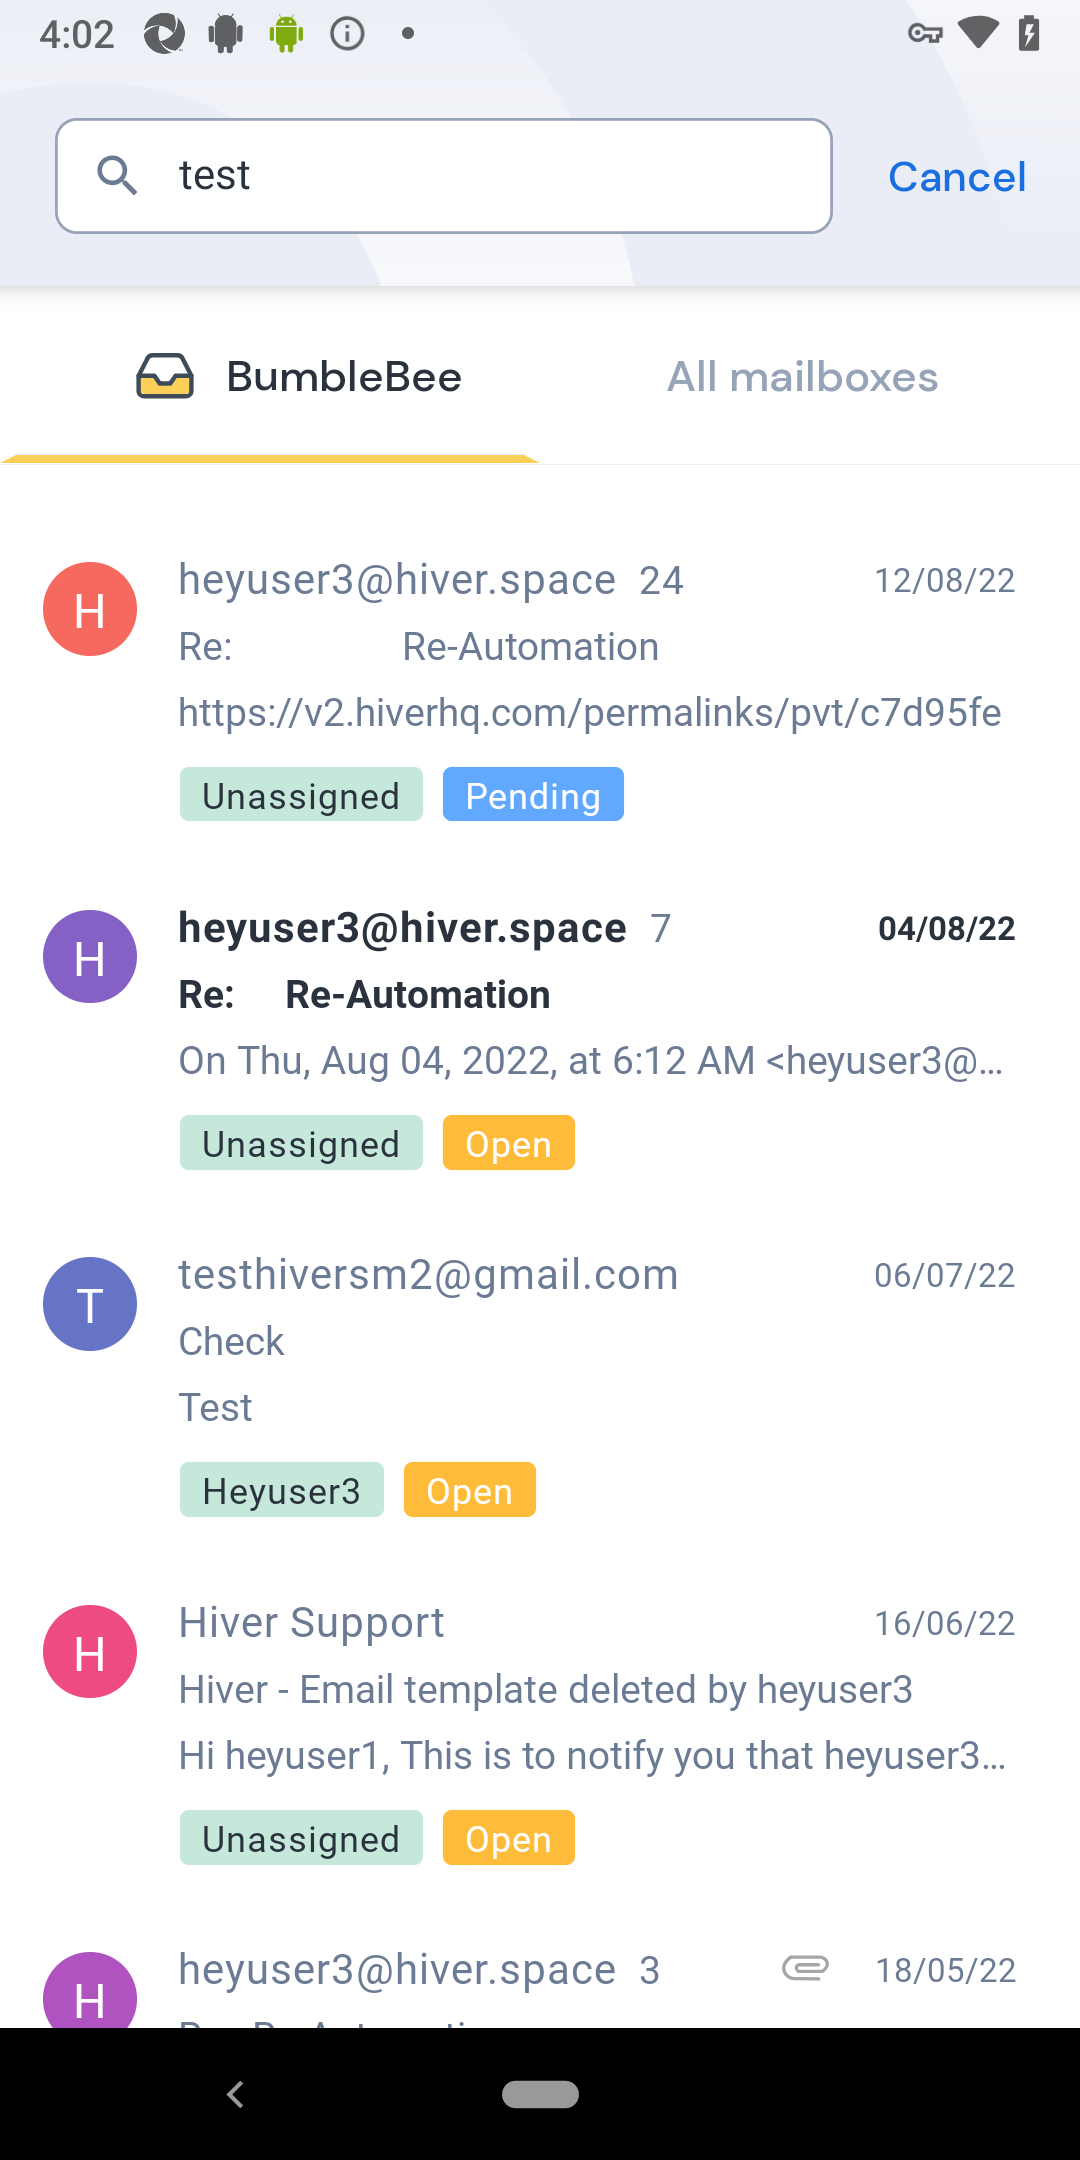 4:02
test
Cancel
BumbleBee
All mailboxes
H
heyuser3@hiver.space 24
12/08/22
Re: Re-Automation
https://v2.hiverhq.com/permalinks/pvt/c7d95fe
Unassigned
Pending
H
heyuser3@hiver.space 7
04/08/22
Re: Re-Automation
On Thu, Aug 04, 2022, at 6:12 AM <heyuser3@...
Unassigned
Open
T
testhiversm2@gmail.com
06/07/22
Check
Test
Heyuser3
Open
H
Hiver Support
16/06/22
Hiver - Email template deleted by heyuser3
Hi heyuser1, This is to notify you that heyuser3...
Unassigned
Open
H
heyuser3@hiver.space 3
18/05/22